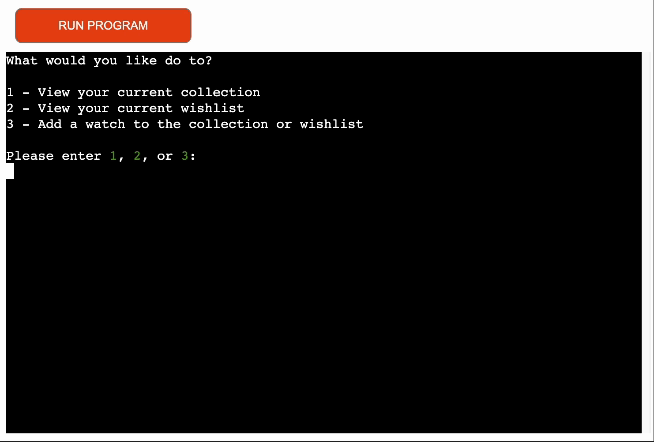 RUN PROGRAM
What would you like do to?
1 - View your current collection
2 - View your current wishlist
3 - Add a watch to the collection or wishlist
Please enter 1, 2, or 3: